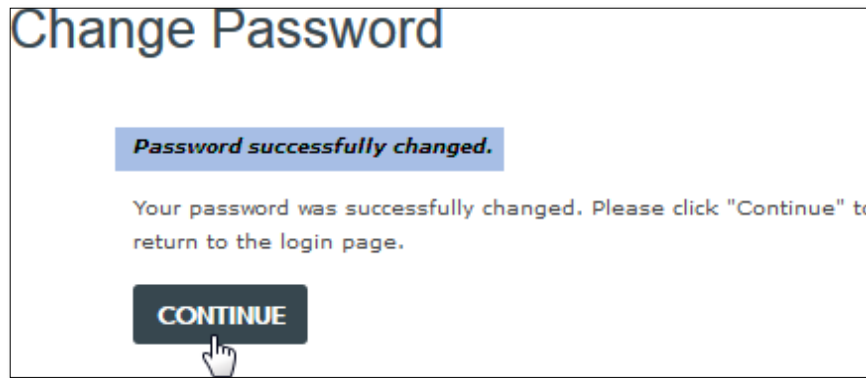 Change Password
Password successfully changed.
Your password was successfully changed. Please click "Continue" to
return to the login page.
CONTINUE